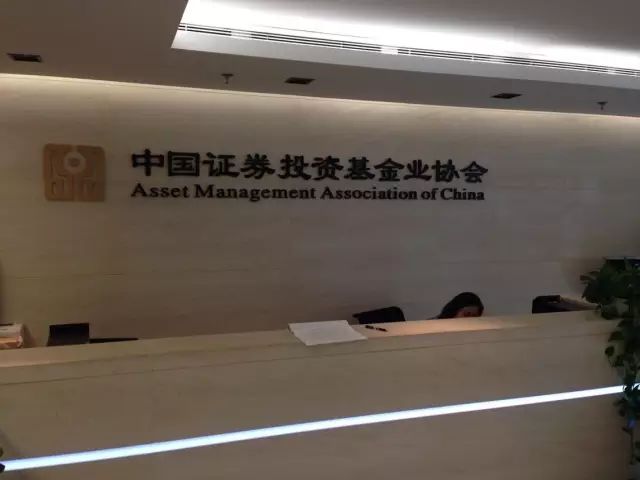 中国证券投资基金业协会
Asset Management Association of China